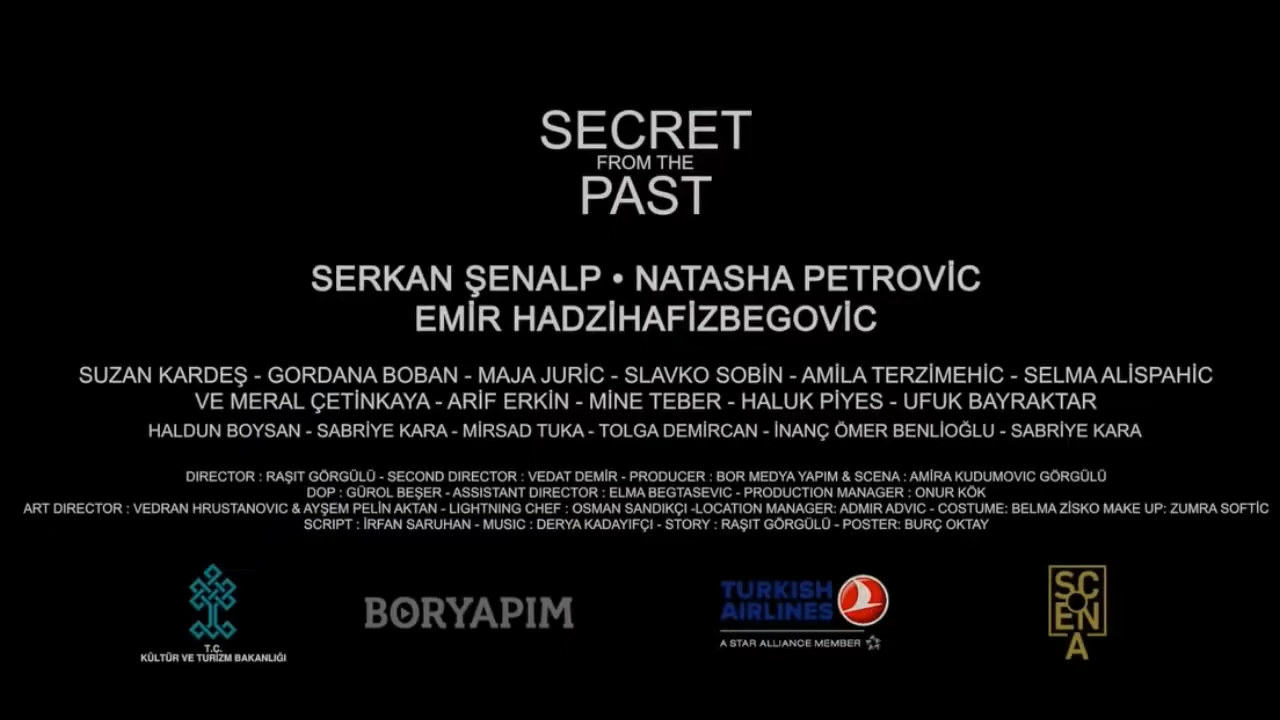 SECRET
FROM THE
PAST
SERKAN ŞENALP • NATASHA PETROVİC
EMİR HADZİHAFİZBEGOVİC
SUZAN KARDEŞ - GORDANA BOBAN - MAJA JURİC - SLAVKO SOBİN - AMİLA TERZİMEHİC - SELMA ALİSPAHİC
VE MERAL ÇETİNKAYA - ARİF ERKİN - MİNE TEBER - HALUK PİYES - UFUK BAYRAKTAR
HALDUN BOYSAN - SABRİYE KARA - MİRSAD TUKA - TOLGA DEMİRCAN - İNANÇ ÖMER BENLİOĞLU - SABRİYE KARA
DIRECTOR : RAŞIT GÖRGÜLÜ - SECOND DIRECTOR : VEDAT DEMİR - PRODUCER : BOR MEDYA YAPIM & SCENA : AMİRA KUDUMOVIC GÖRGÜLÜ
DOP : GÜROL BEŞER - ASSISTANT DIRECTOR : ELMA BEGTASEVIC - PRODUCTION MANAGER : ONUR KÖK
ART DIRECTOR : VEDRAN HRUSTANOVIC & AYŞEM PELİN AKTAN - LIGHTNING CHEF : OSMAN SANDIKÇI -LOCATION MANAGER: ADMIR ADVIC - COSTUME: BELMA ZİSKO MAKE UP: ZUMRA SOFTİC
SCRIPT : İRFAN SARUHAN - MUSIC : DERYA KADAYIFÇI - STORY : RAŞIT GÖRGÜLÜ - POSTER: BURÇ OKTAY
T.C.
KÜLTÜR VE TURİZM BAKANLIĞI
BORYAPIM
TURKISH
AIRLINES
A STAR ALLIANCE MEMBER
SC
EN
A